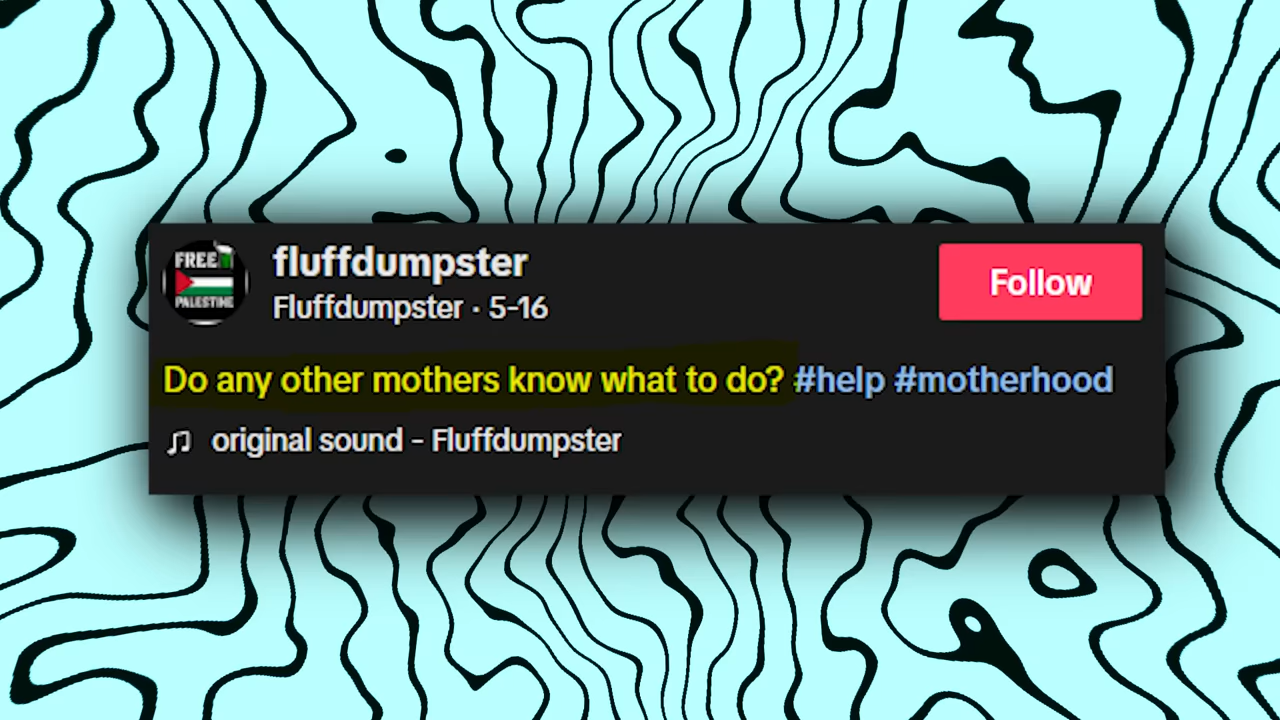 FREE
PALESTINE
fluffdumpster
Fluffdumpster · 5-16
Follow
Do any other mothers know what to do? #help #motherhood
original sound - Fluffdumpster